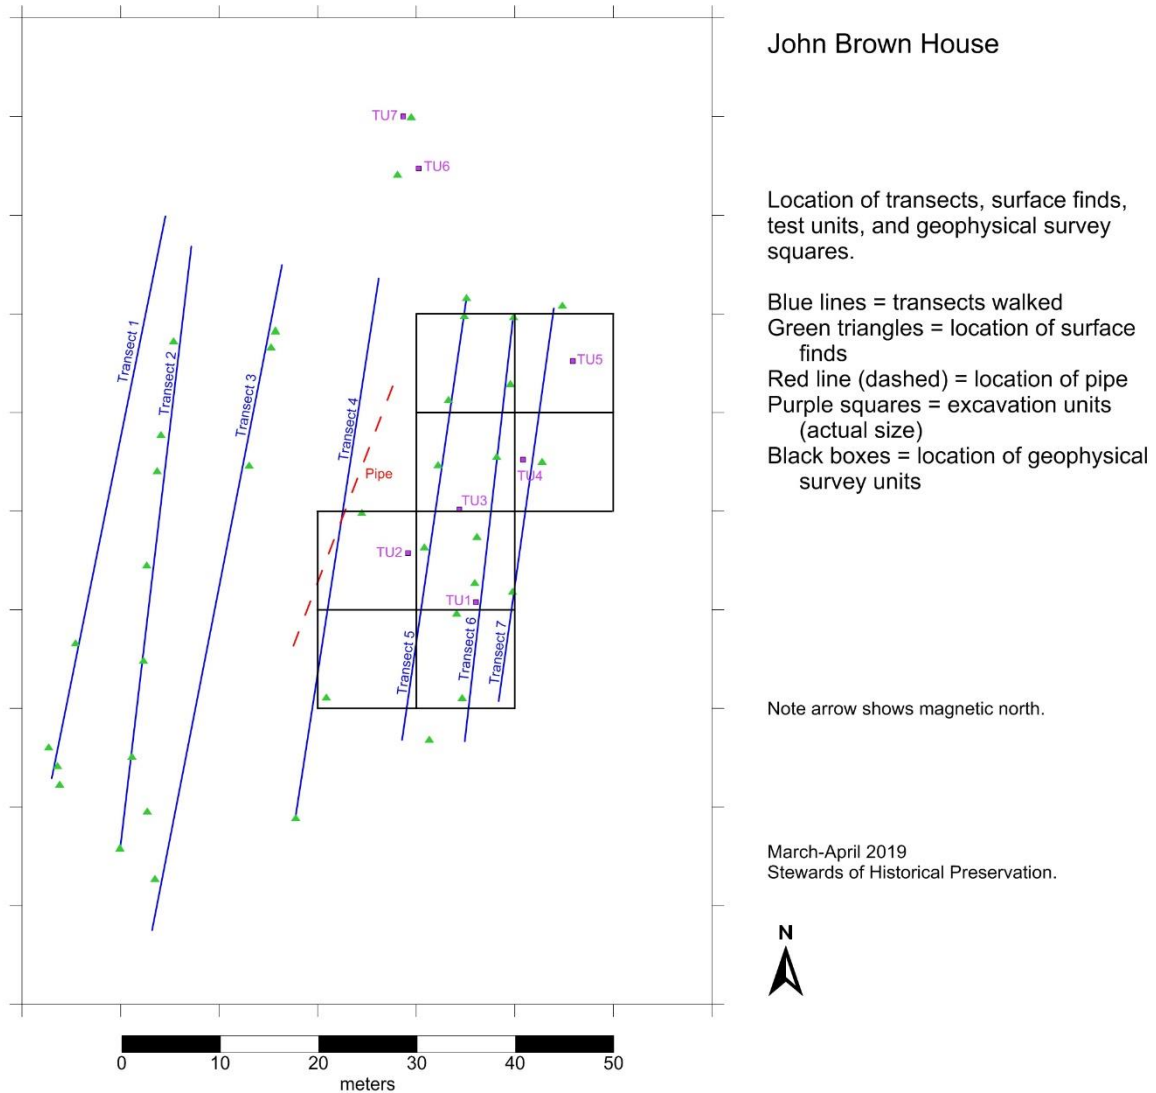 John Brown House
Location of transects, surface finds,
test units, and geophysical survey
squares.
Blue lines = transects walked
Green triangles = location of surface
finds
Red line (dashed) = location of pipe
Purple squares = excavation units
(actual size)
Black boxes = location of geophysical
survey units
Note arrow shows magnetic north.
March-April 2019
Stewards of Historical Preservation.
N
TU7
TU6
Transect 1
Transect 2
Transect 3
Transect 4
Pipe
TU5
TU4
TU3
TU2
TU1
Transect 5
Transect 6
Transect 7
0 10 20 30 40 50
meters